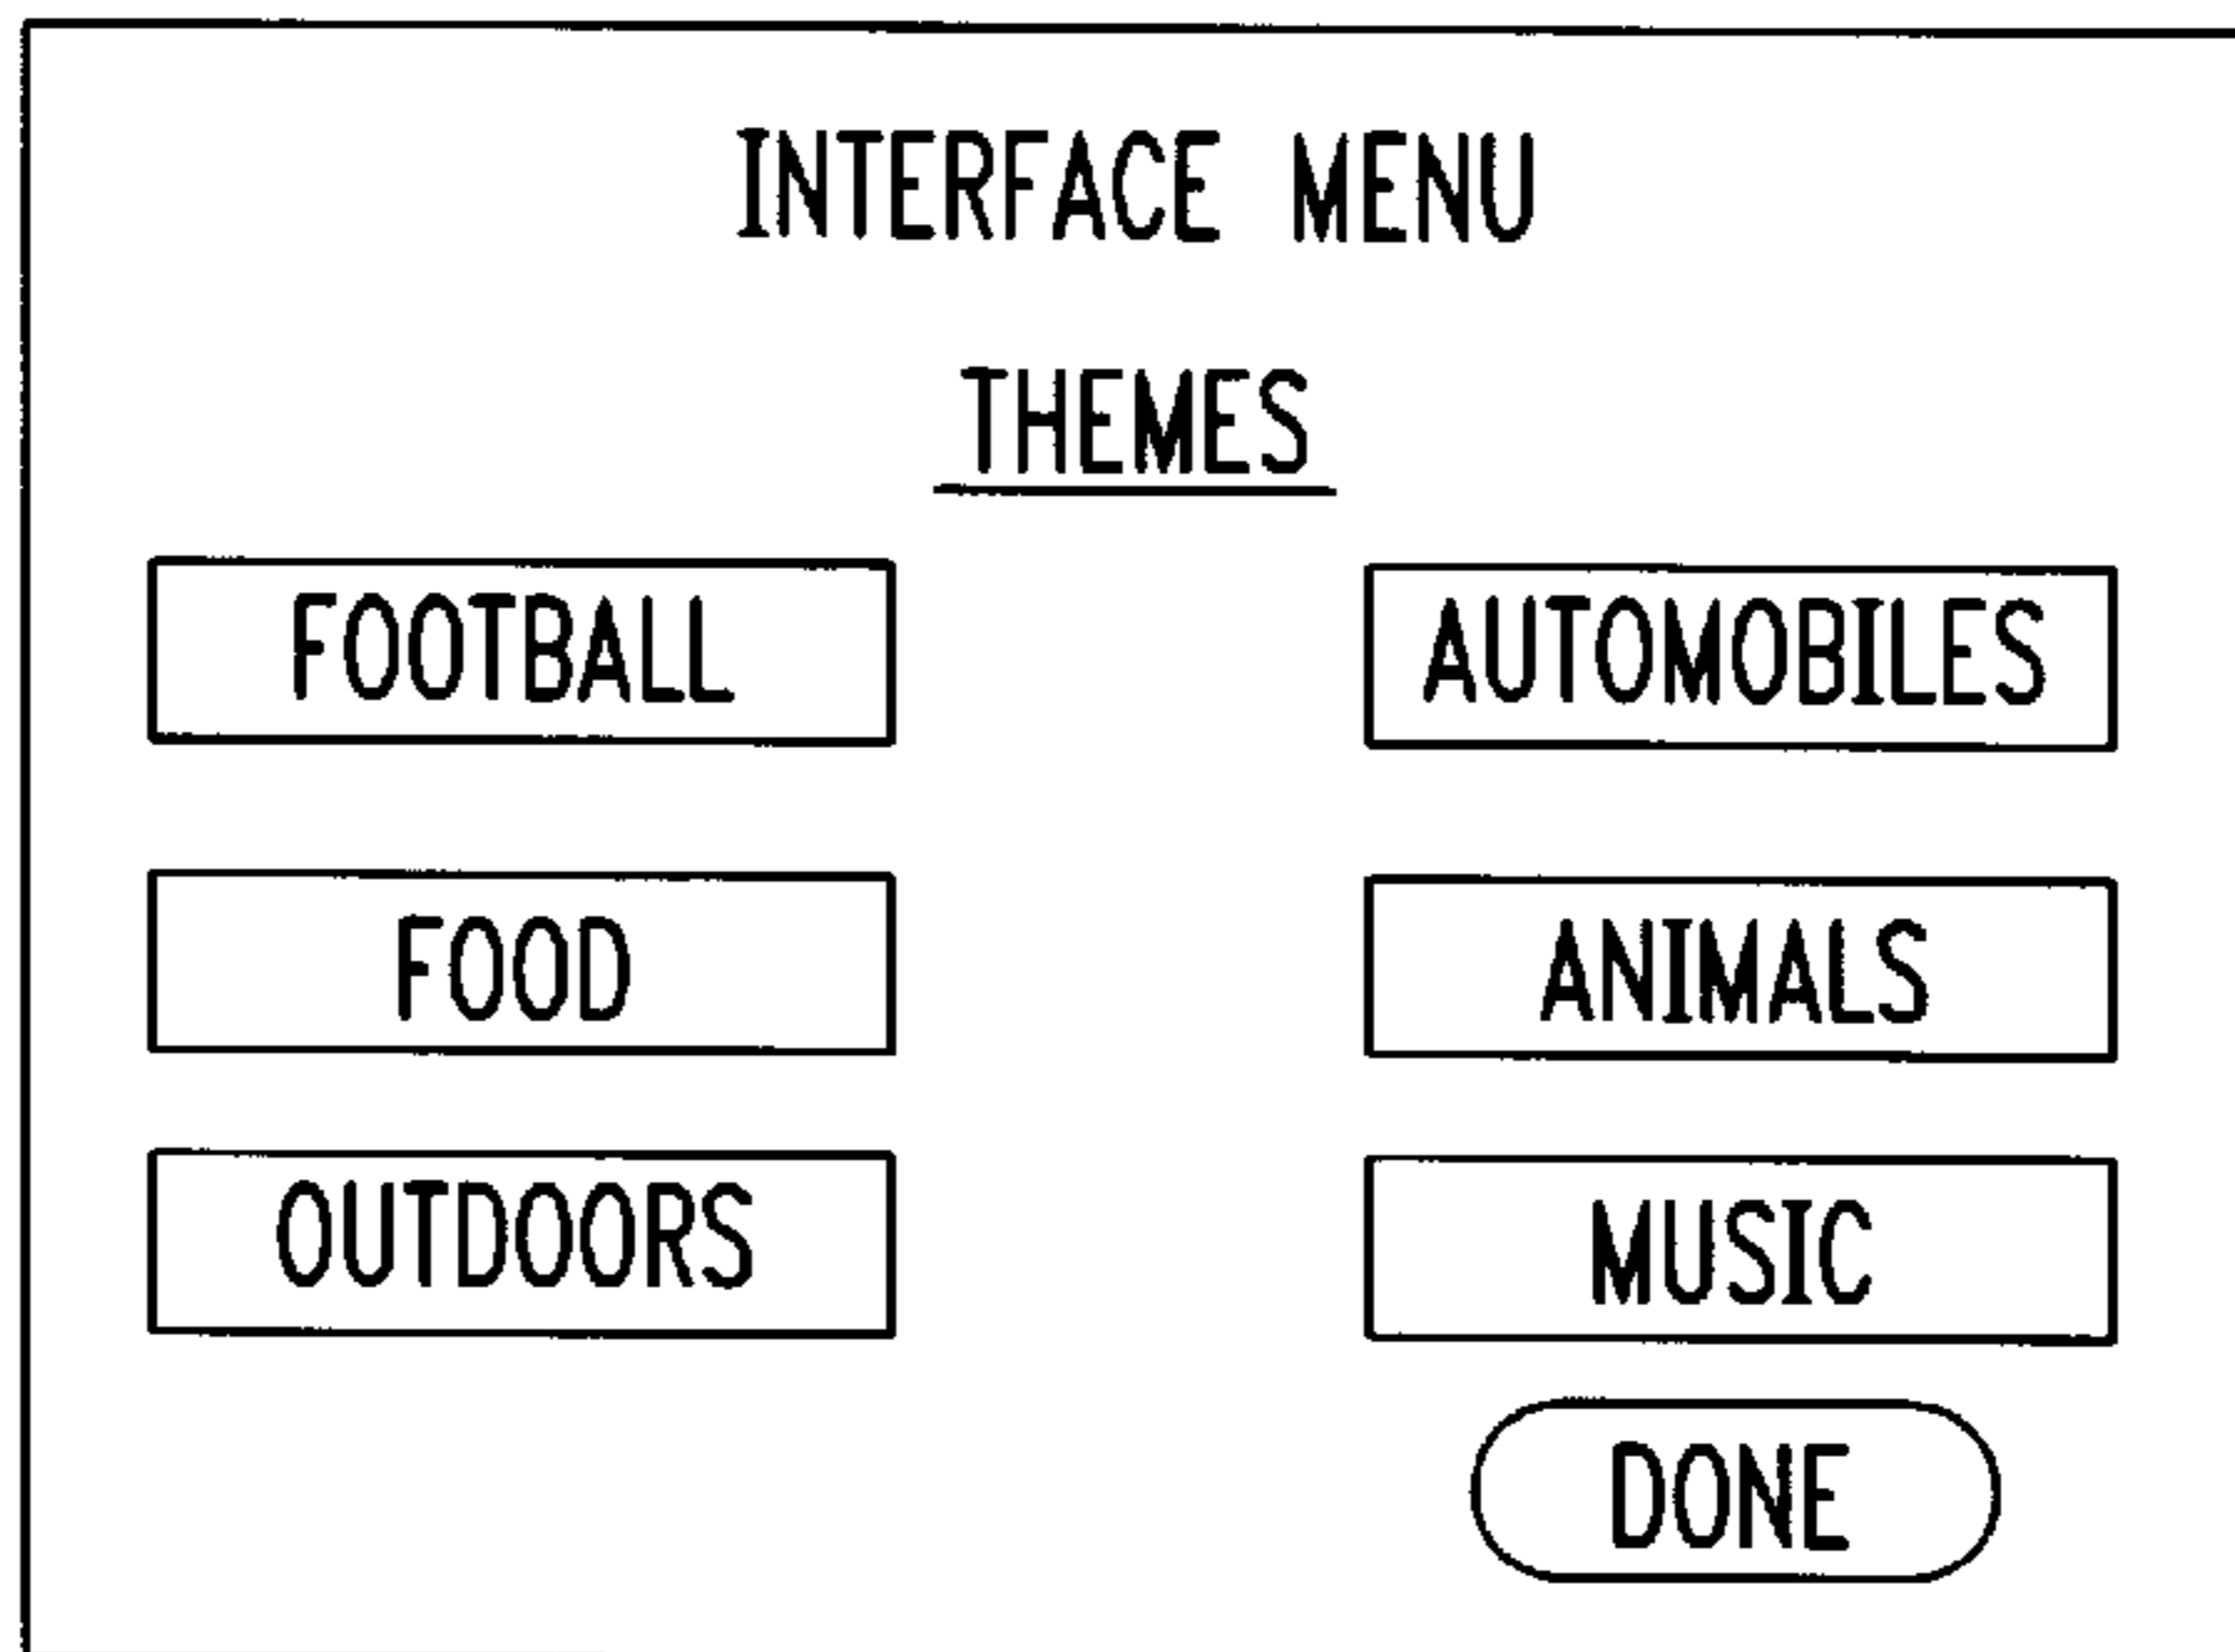 INTERFACE MENU
THEMES
FOOTBALL AUTOMOBILES
FOOD ANIMALS
OUTDOORS MUSIC
DONE